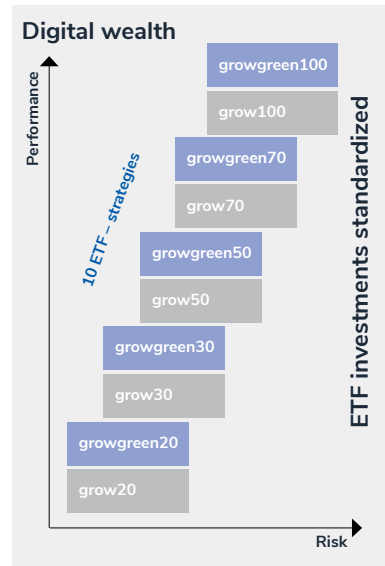 Digital wealth
Performance
10 ETF – strategies
growgreen100
grow100
growgreen70
grow70
growgreen50
grow50
growgreen30
grow30
growgreen20
grow20
ETF investments standardized
Risk